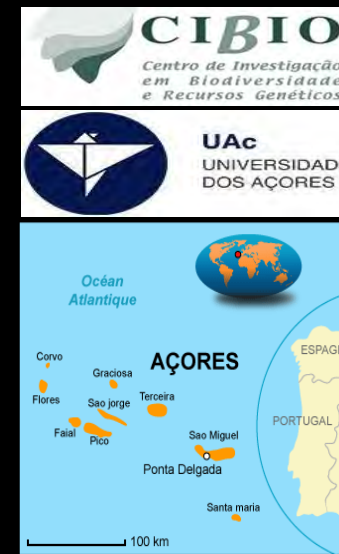 CIBIO
Centro de Investigação
em Biodiversidade
e Recursos Genéticos
UAc
UNIVERSIDAD
DOS AÇORES
Océan
Atlantique
Corvo
Flores
Graciosa
AÇORES
Sao jorge
Terceira
Faial
Pico
Sao Miguel
Ponta Delgada
Santa maria
ESPAG
PORTUGAL
100 km